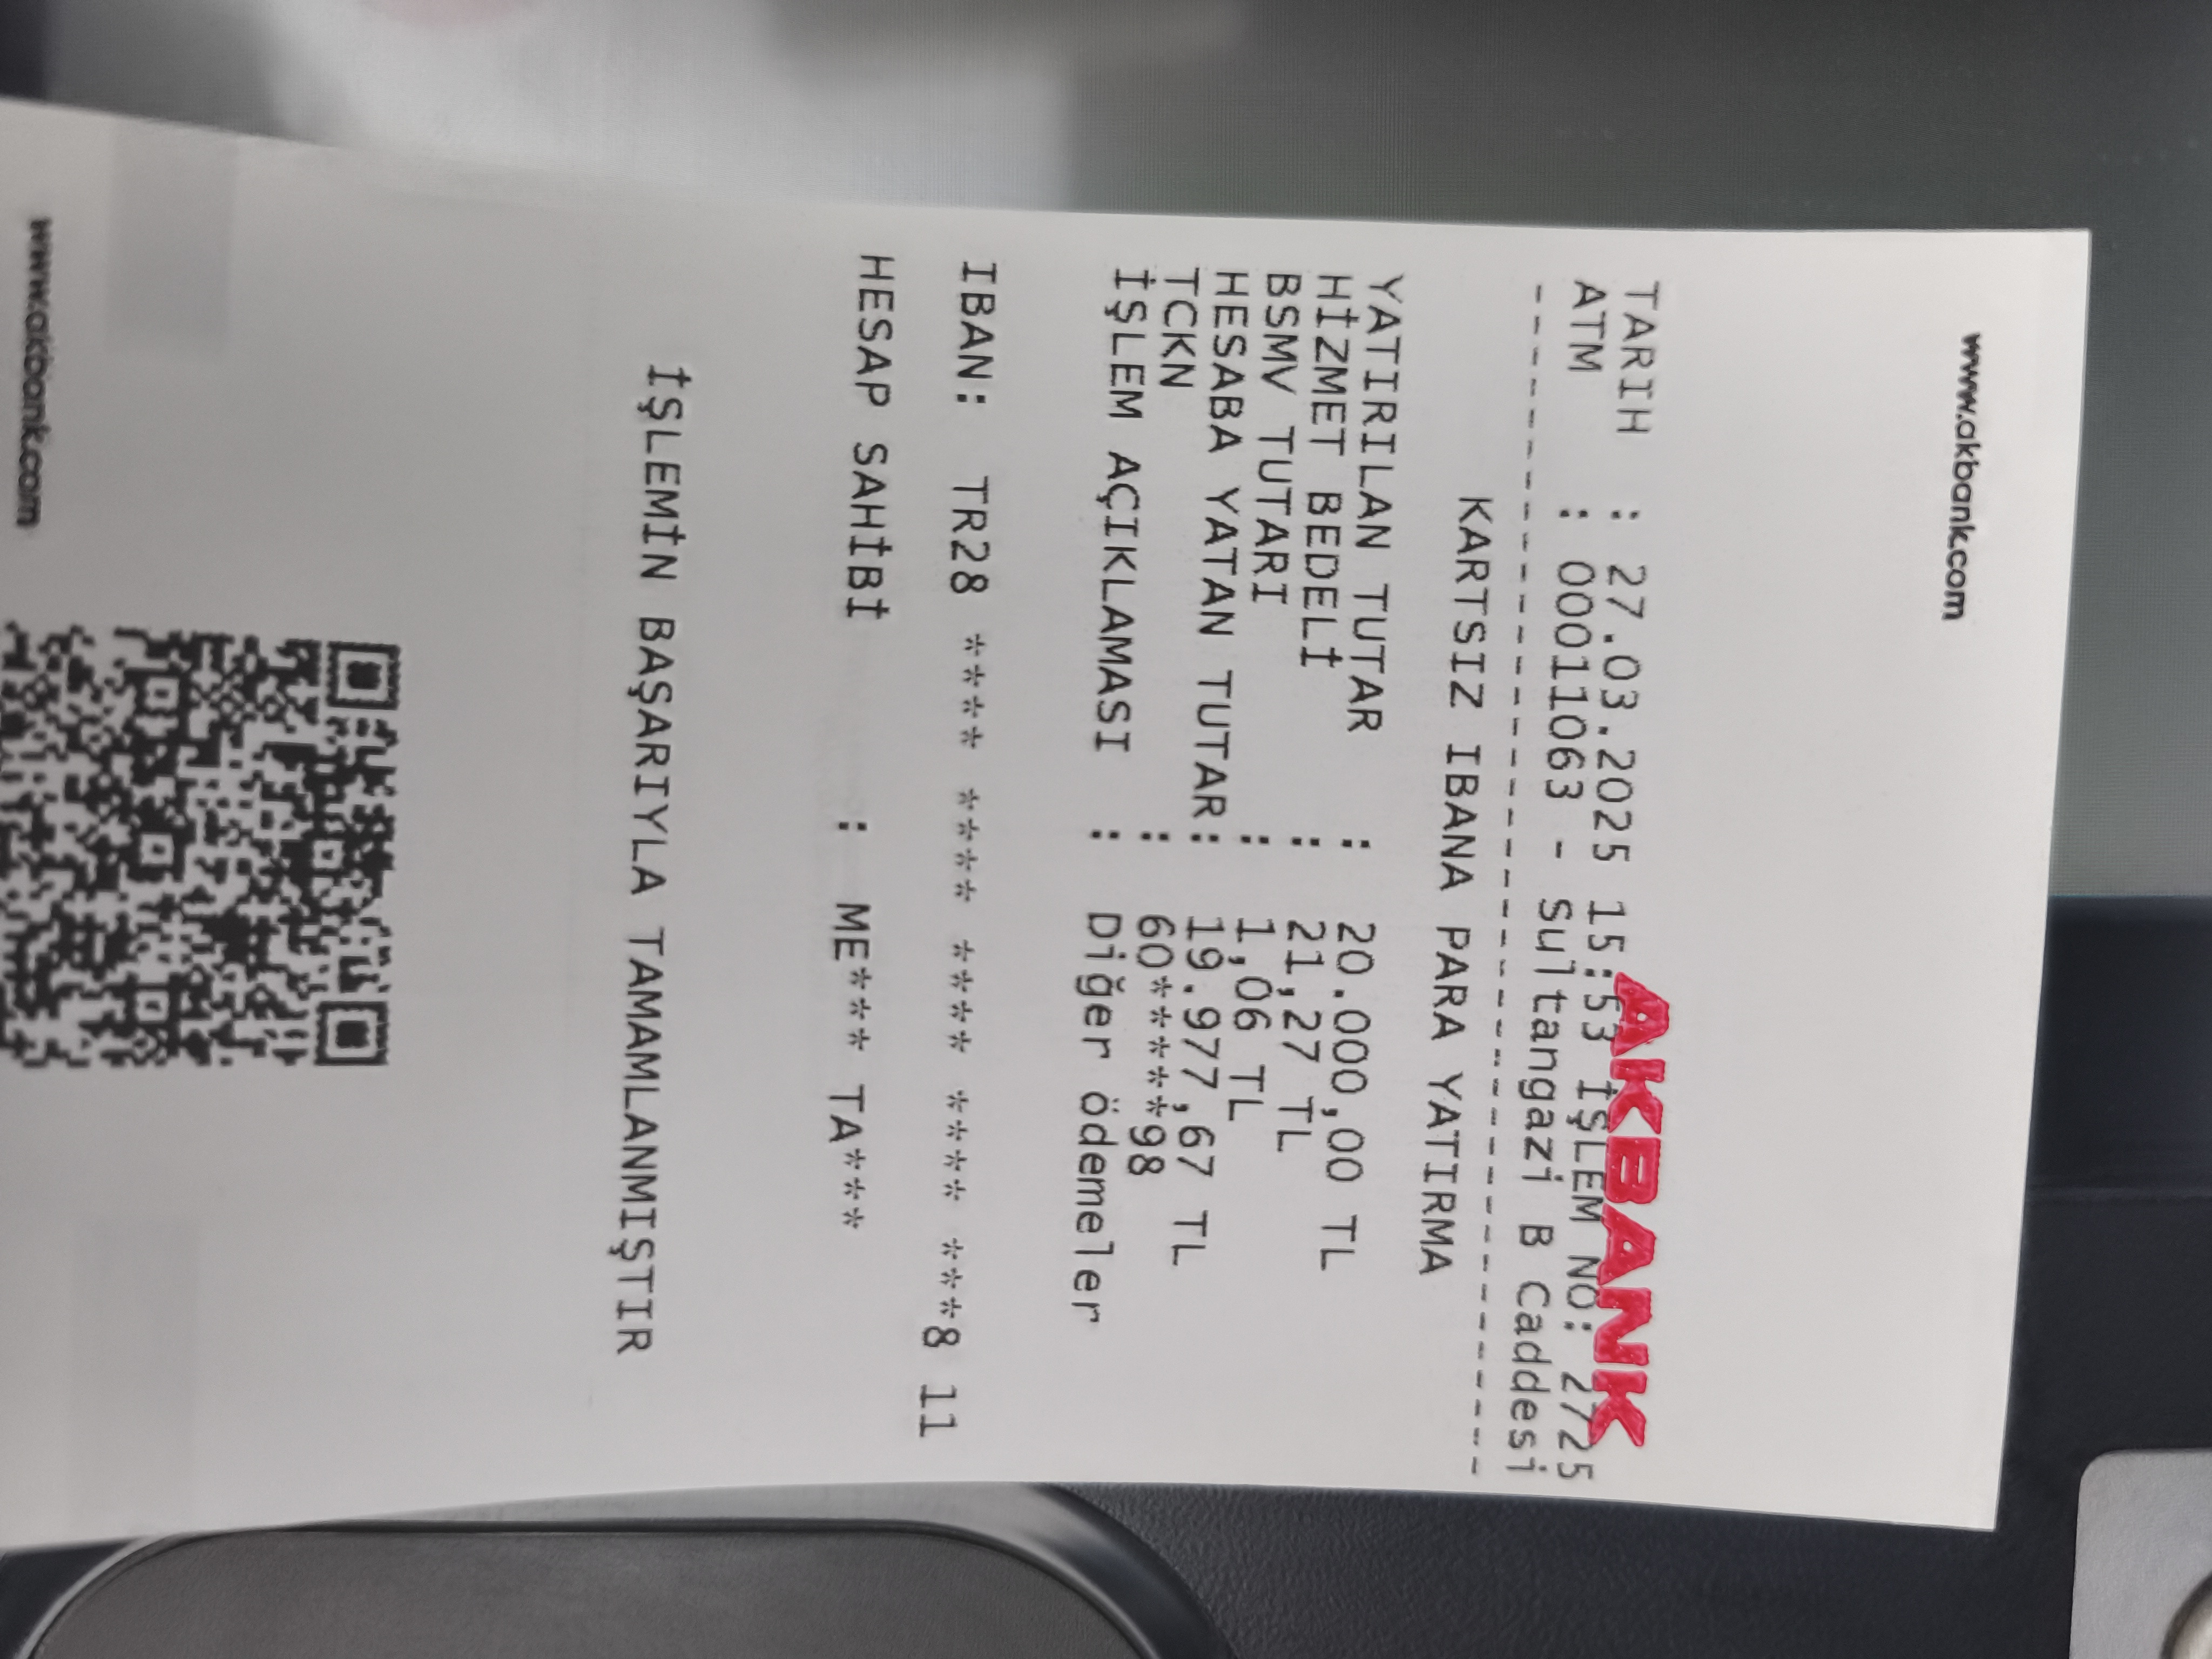 www.akbank.com
AKBANK
TARIH : 27.03.2025 15:53 İŞLEM NO: 2725
ATM : 00011063 - Sultangazi B Caddesi
------------------------------------------
KARTSIZ IBANA PARA YATIRMA
YATIRILAN TUTAR : 20.000,00 TL
HİZMET BEDELİ : 21,27 TL
BSMV TUTARI : 1,06 TL
HESABA YATAN TUTAR: 19.977,67 TL
TCKN : 60*******98
İŞLEM AÇIKLAMASI : Diğer ödemeler
IBAN: TR28 **** **** **** **** ***8 11
HESAP SAHİBİ : ME**** TA****
İŞLEMİN BAŞARIYLA TAMAMLANMIŞTIR
www.akbank.com